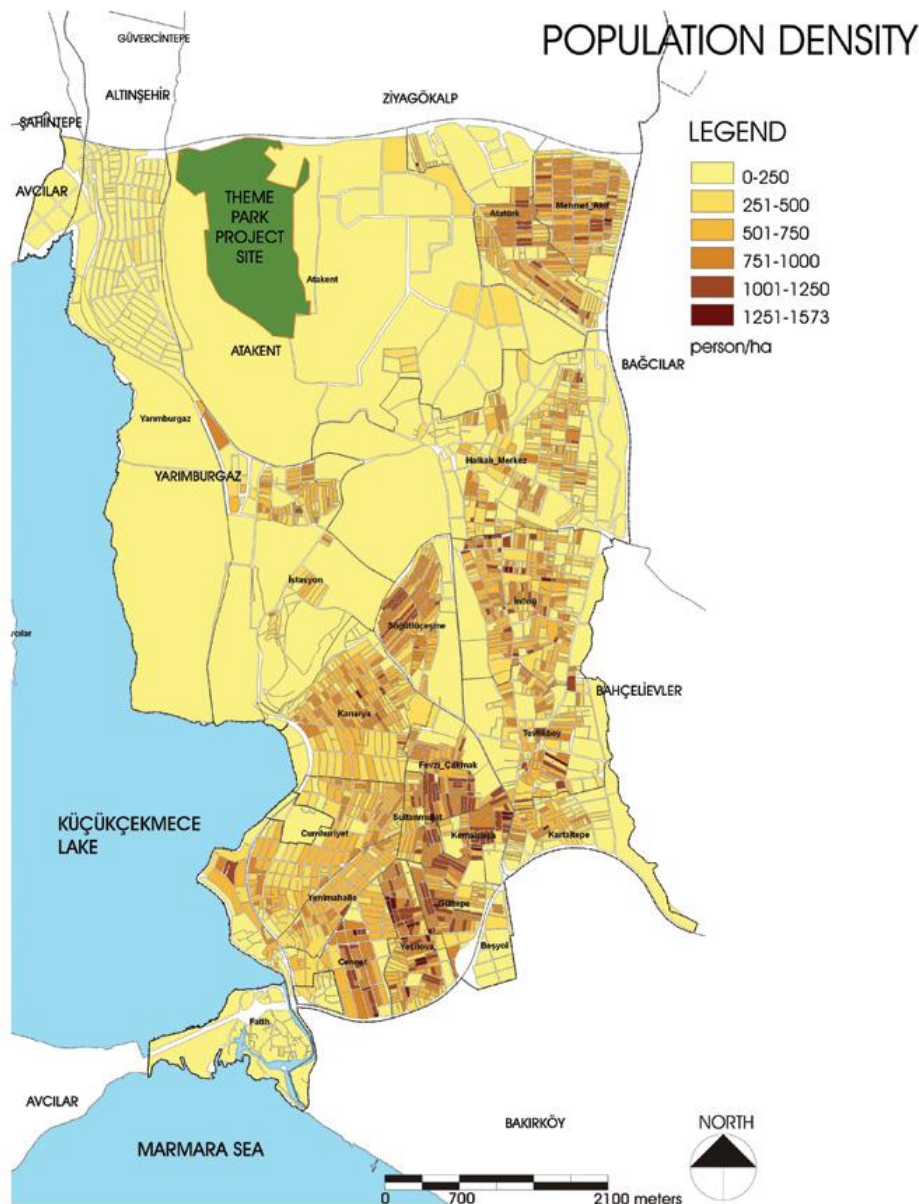 POPULATION DENSITY
GÜVERCİNTEPE
ALTINŞEHİR
ZİYAGÖKALP
ŞAHİNTEPE
AVCILAR
LEGEND
0-250
251-500
501-750
751-1000
1001-1250
1251-1573
person/ha
THEME
PARK
PROJECT
SITE
Mehmet_Akif
Atatürk
Atakent
ATAKENT
BAĞCILAR
Yarımburgaz
YARIMBURGAZ
Halkalı_Merkez
İstasyon
İnönü
Söğütlüçeşme
BAHÇELİEVLER
Kanarya
Tevfikbey
Fevzi_Çakmak
KÜÇÜKÇEKMECE
LAKE
Cumhuriyet
Sultanmurat
Kemalpaşa
Kartaltepe
Yenimahalle
Gültepe
Yeşilova
Beşyol
Cennet
Fatih
AVCILAR
MARMARA SEA
BAKIRKÖY
NORTH
0 700 2100 meters